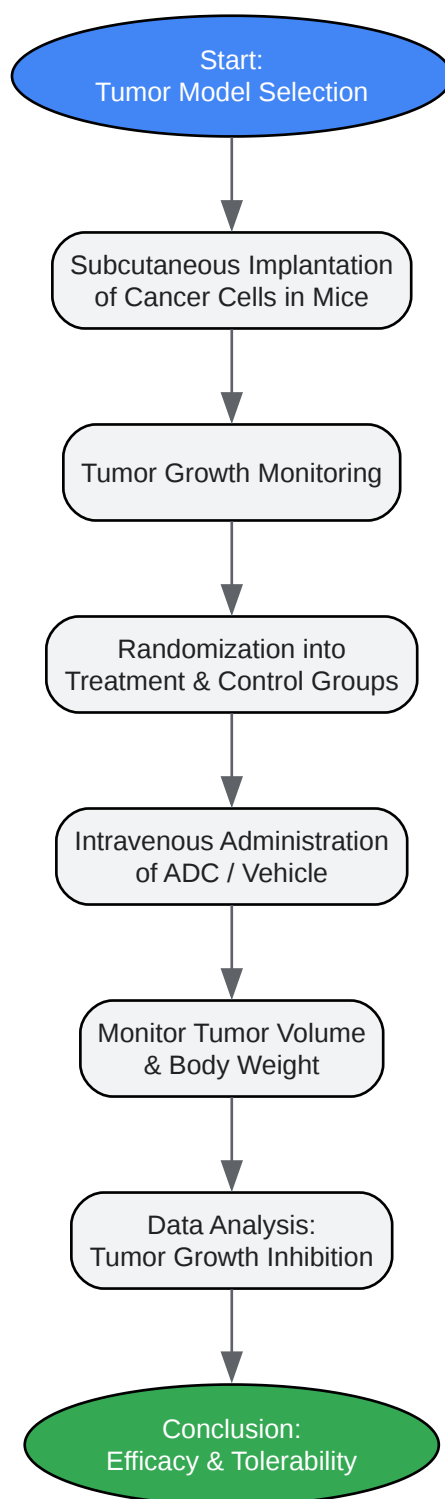 Start:
Tumor Model Selection
Subcutaneous Implantation
of Cancer Cells in Mice
Tumor Growth Monitoring
Randomization into
Treatment & Control Groups
Intravenous Administration
of ADC / Vehicle
Monitor Tumor Volume
& Body Weight
Data Analysis:
Tumor Growth Inhibition
Conclusion:
Efficacy & Tolerability